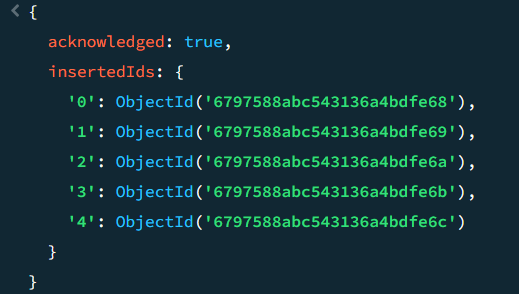 {
acknowledged: true,
insertedIds: {
'0': ObjectId('6797588abc543136a4bdfe68'),
'1': ObjectId('6797588abc543136a4bdfe69'),
'2': ObjectId('6797588abc543136a4bdfe6a'),
'3': ObjectId('6797588abc543136a4bdfe6b'),
'4': ObjectId('6797588abc543136a4bdfe6c')
}
}